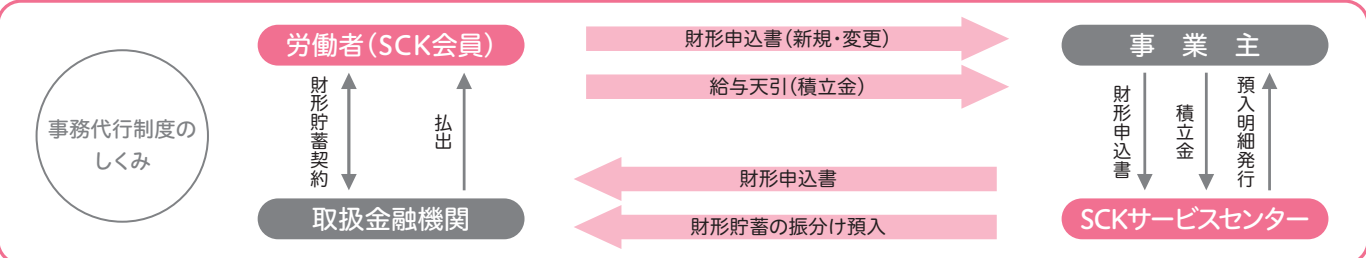 事務代行制度の
しくみ
労働者(SCK会員)
財形申込書(新規・変更)
給与天引(積立金)
事業主
財形貯蓄契約
払出
財形申込書
積立金
預入明細発行
財形申込書
財形貯蓄の振分け預入
取扱金融機関
SCKサービスセンター